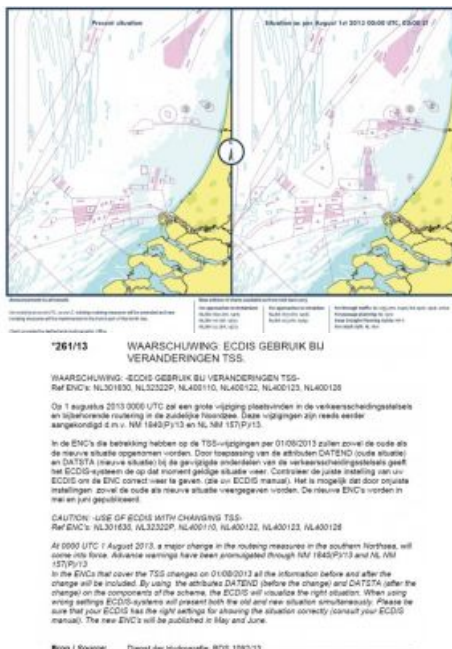 Present situation
Situation as per August 1st 2013 00:00 UTC, 02:00 LT
*261/13 WAARSCHUWING: ECDIS GEBRUIK BIJ
VERANDERINGEN TSS.
WAARSCHUWING: -ECDIS GEBRUIK BIJ VERANDERINGEN TSS-
Ref ENC's: NL301630, NL32322P, NL400110, NL400122, NL400123, NL400126
Op 1 augustus 2013 0000 UTC zal een grote wijziging plaatsvinden in de verkeersscheidingsstelsels
en bijbehorende routering in de zuidelijke Noordzee. Deze wijzigingen zijn reeds eerder
aangekondigd d.m.v. NM 1640(P)/13 en NL NM 157(P)/13.
In de ENC's die betrekking hebben op de TSS-wijzigingen per 01/08/2013 zullen zowel de oude als
de nieuwe situatie opgenomen worden. Door toepassing van de attributen DATEND (oude situatie)
en DATSTA (nieuwe situatie) bij de gewijzigde onderdelen van de verkeersscheidingsstelsels geeft
het ECDIS-systeem de op dat moment geldige situatie weer. Controleer de juiste instelling van uw
ECDIS om de ENC correct weer te geven. (zie uw ECDIS manual). Het is mogelijk dat door onjuiste
instellingen zowel de oude als nieuwe situatie weergegeven worden. De nieuwe ENC's worden in
mei en juni gepubliceerd.
CAUTION: -USE OF ECDIS WITH CHANGING TSS-
Ref ENC's: NL301630, NL32322P, NL400110, NL400122, NL400123, NL400126
At 0000 UTC 1 August 2013, a major change in the routeing measures in the southern Northsea, will
come into force. Advance warnings have been promulgated through NM 1640(P)/13 and NL NM
157(P)/13
In the ENCs that cover the TSS changes on 01/08/2013 all the information before and after the
change will be included. By using the attributes DATEND (before the change) and DATSTA (after the
change) on the components of the scheme, the ECDIS will visualize the right situation. When using
wrong settings ECDIS-systems will present both the old and new situation simultaneously. Please be
sure that your ECDIS has the right settings for showing the situation correctly (consult your ECDIS
manual). The new ENC's will be published in May and June.
Bron / Source: Dienst der Hydrografie, BDS 1082/13